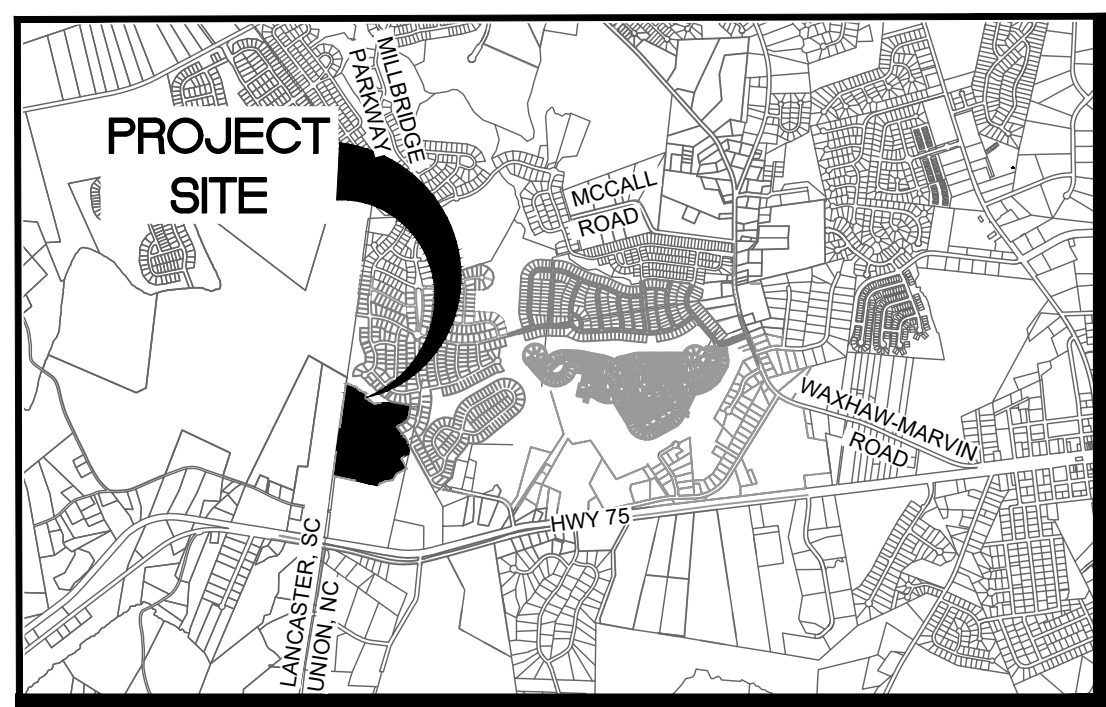 MILLBRIDGE
PARKWAY
PROJECT
SITE
MCCALL
ROAD
WAXHAW-MARVIN
ROAD
HWY 75
LANCASTER, SC
UNION, NC